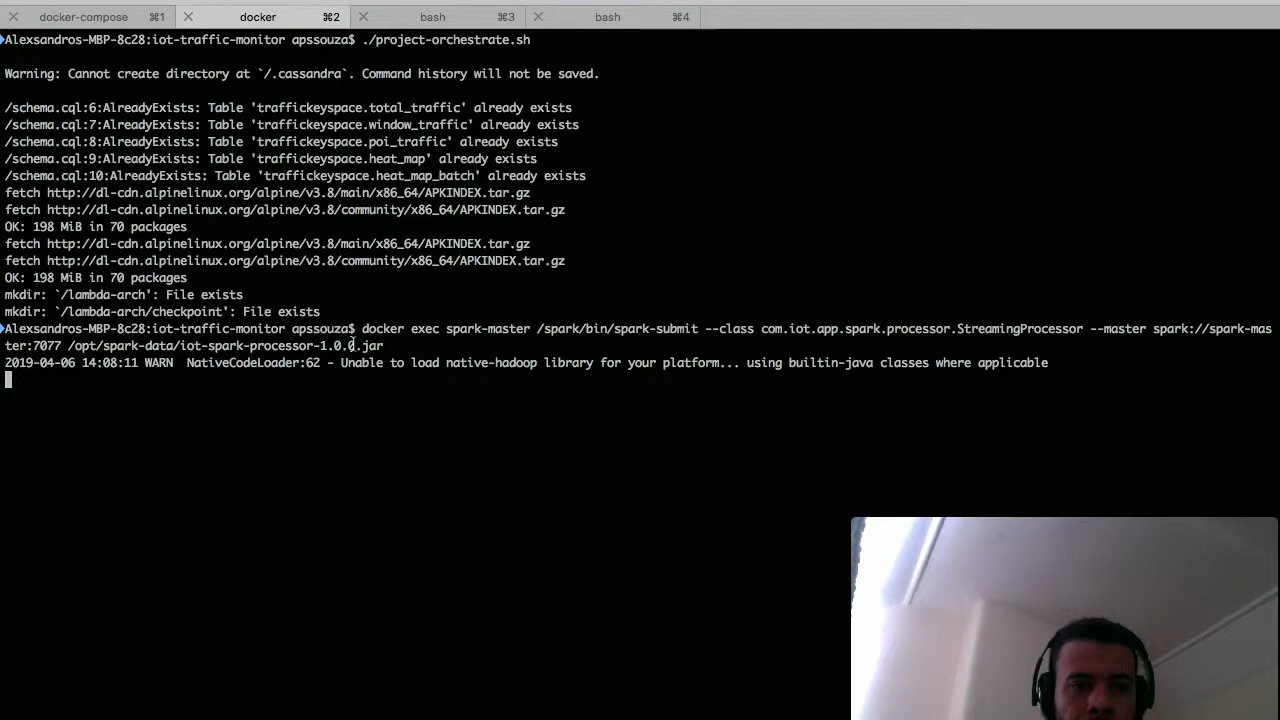 docker-compose ⌘1 docker ⌘2 bash ⌘3 bash ⌘4
Alexsandros-MBP-8c28:iot-traffic-monitor apssouza$ ./project-orchestrate.sh
Warning: Cannot create directory at `/.cassandra`. Command history will not be saved.
/schema.cql:6:AlreadyExists: Table 'traffickeyspace.total_traffic' already exists
/schema.cql:7:AlreadyExists: Table 'traffickeyspace.window_traffic' already exists
/schema.cql:8:AlreadyExists: Table 'traffickeyspace.poi_traffic' already exists
/schema.cql:9:AlreadyExists: Table 'traffickeyspace.heat_map' already exists
/schema.cql:10:AlreadyExists: Table 'traffickeyspace.heat_map_batch' already exists
fetch http://dl-cdn.alpinelinux.org/alpine/v3.8/main/x86_64/APKINDEX.tar.gz
fetch http://dl-cdn.alpinelinux.org/alpine/v3.8/community/x86_64/APKINDEX.tar.gz
OK: 198 MiB in 70 packages
fetch http://dl-cdn.alpinelinux.org/alpine/v3.8/main/x86_64/APKINDEX.tar.gz
fetch http://dl-cdn.alpinelinux.org/alpine/v3.8/community/x86_64/APKINDEX.tar.gz
OK: 198 MiB in 70 packages
mkdir: `/lambda-arch': File exists
mkdir: `/lambda-arch/checkpoint': File exists
Alexsandros-MBP-8c28:iot-traffic-monitor apssouza$ docker exec spark-master /spark/bin/spark-submit --class com.iot.app.spark.processor.StreamingProcessor --master spark://spark-mas
ter:7077 /opt/spark-data/iot-spark-processor-1.0.0.jar
2019-04-06 14:08:11 WARN  NativeCodeLoader:62 - Unable to load native-hadoop library for your platform... using builtin-java classes where applicable